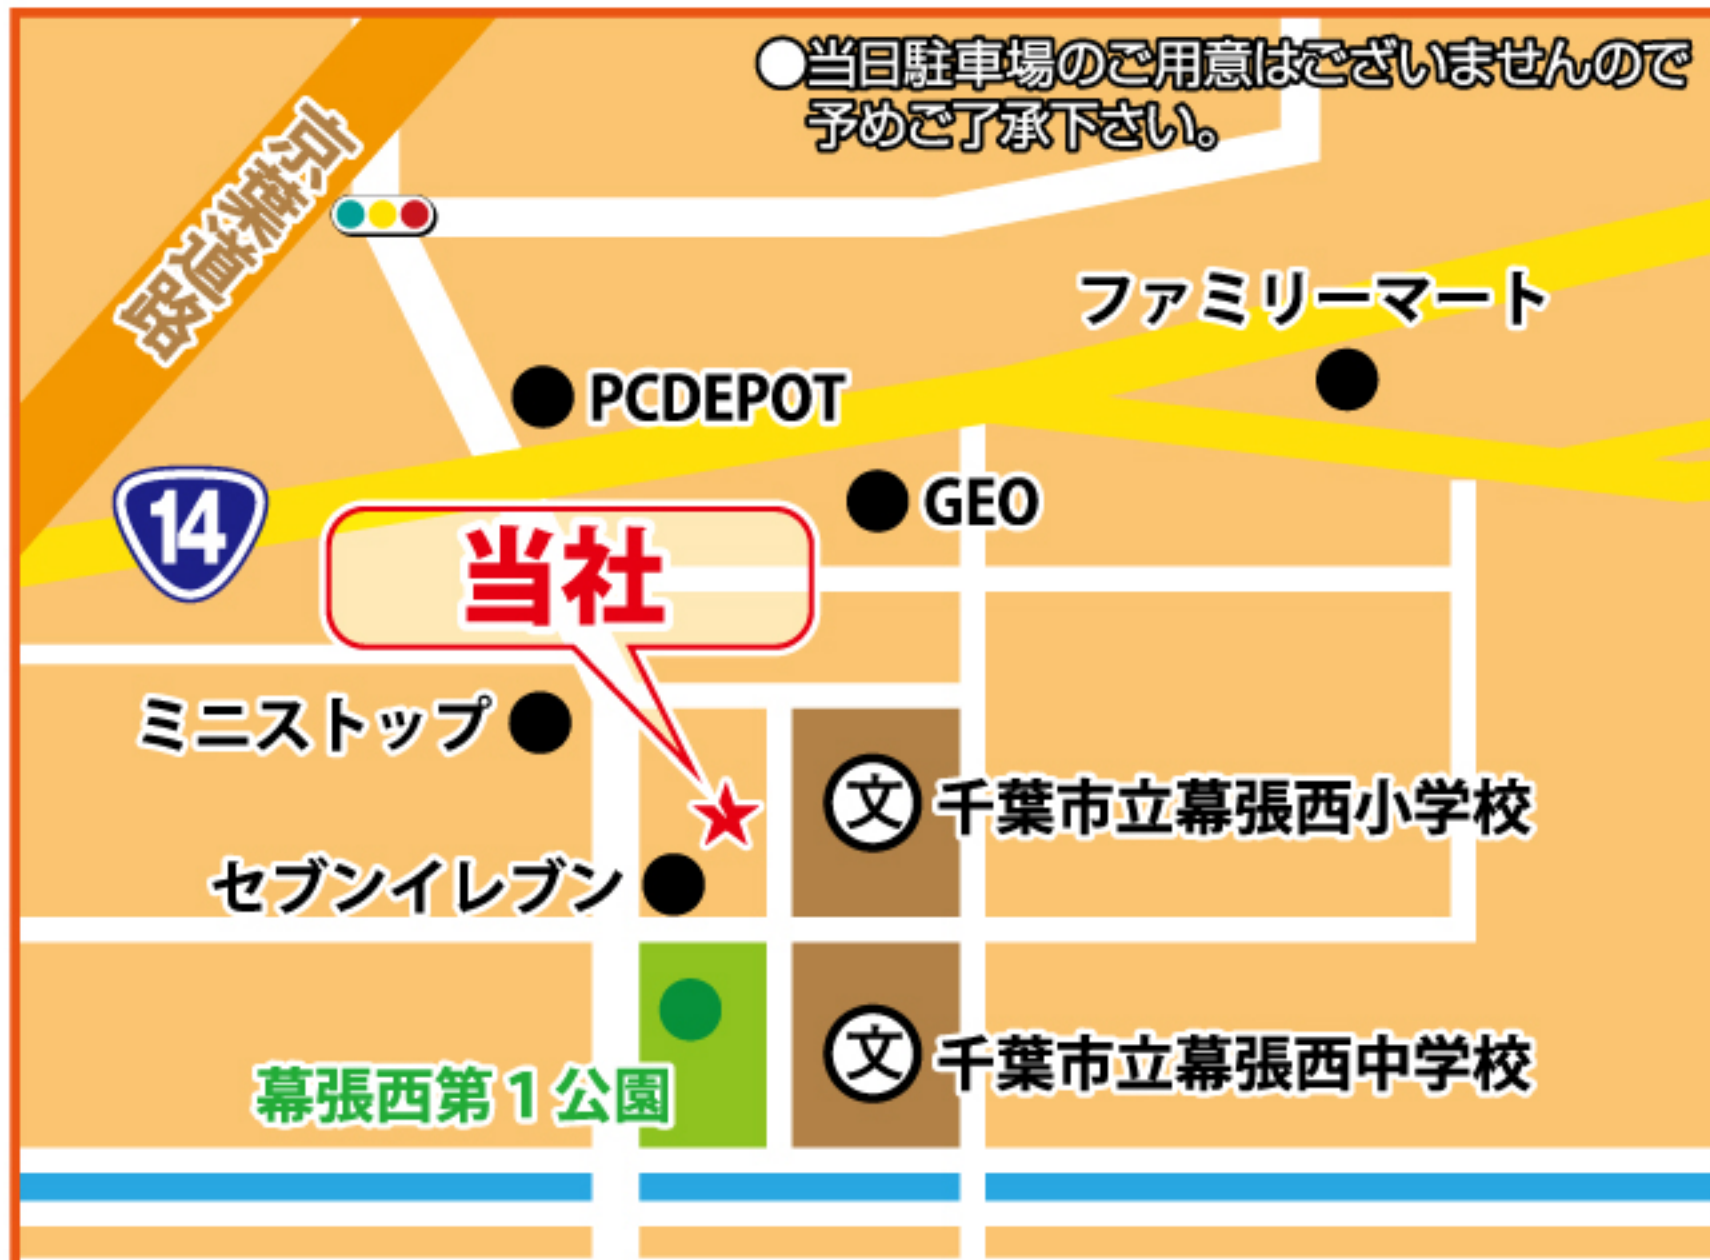 ●当日駐車場のご用意はございませんので
予めご了承下さい。
京葉道路
ファミリーマート
PCDEPOT
14
GEO
当社
ミニストップ
文 千葉市立幕張西小学校
セブンイレブン
文 千葉市立幕張西中学校
幕張西第1公園